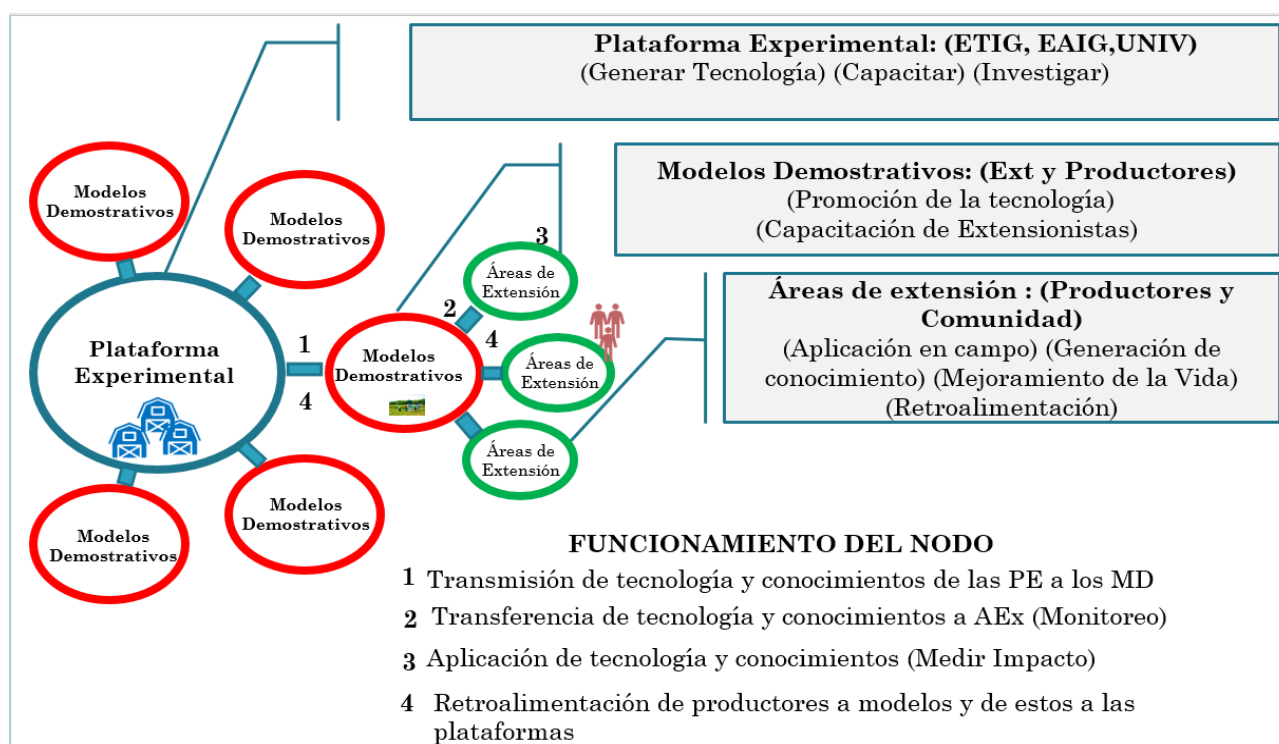 Plataforma Experimental: (ETIG, EAIG,UNIV)
(Generar Tecnología) (Capacitar) (Investigar)
Modelos Demostrativos: (Ext y Productores)
(Promoción de la tecnología)
(Capacitación de Extensionistas)
Áreas de extensión : (Productores y
Comunidad)
(Aplicación en campo) (Generación de
conocimiento) (Mejoramiento de la Vida)
(Retroalimentación)
Modelos
Demostrativos
Modelos
Demostrativos
Plataforma
Experimental
1
4
Modelos
Demostrativos
2
3
4
Áreas de
Extensión
Áreas de
Extensión
Áreas de
Extensión
Modelos
Demostrativos
Modelos
Demostrativos
FUNCIONAMIENTO DEL NODO
1 Transmisión de tecnología y conocimientos de las PE a los MD
2 Transferencia de tecnología y conocimientos a AEx (Monitoreo)
3 Aplicación de tecnología y conocimientos (Medir Impacto)
4 Retroalimentación de productores a modelos y de estos a las
plataformas